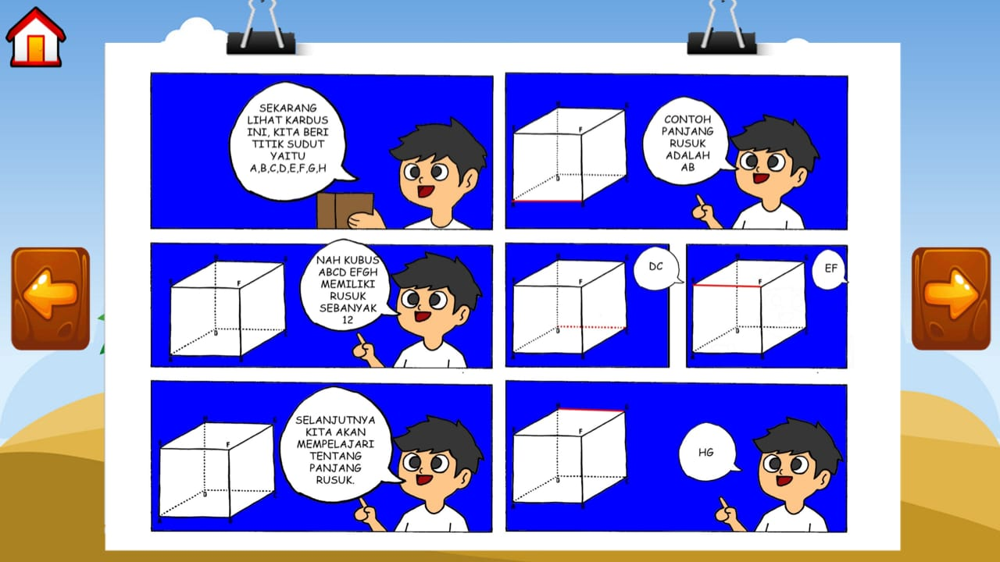 SEKARANG
LIHAT KARDUS
INI, KITA BERI
TITIK SUDUT
YAITU
A,B,C,D,E,F,G,H
NAH KUBUS
ABCD EFGH
MEMILIKI
RUSUK
SEBANYAK
12
F
D
SELANJUTNYA
KITA AKAN
MEMPELAJARI
TENTANG
PANJANG
RUSUK.
F
D
CONTOH
PANJANG
RUSUK
ADALAH
AB
F
D
DC
F
D
EF
F
D
HG
F
D